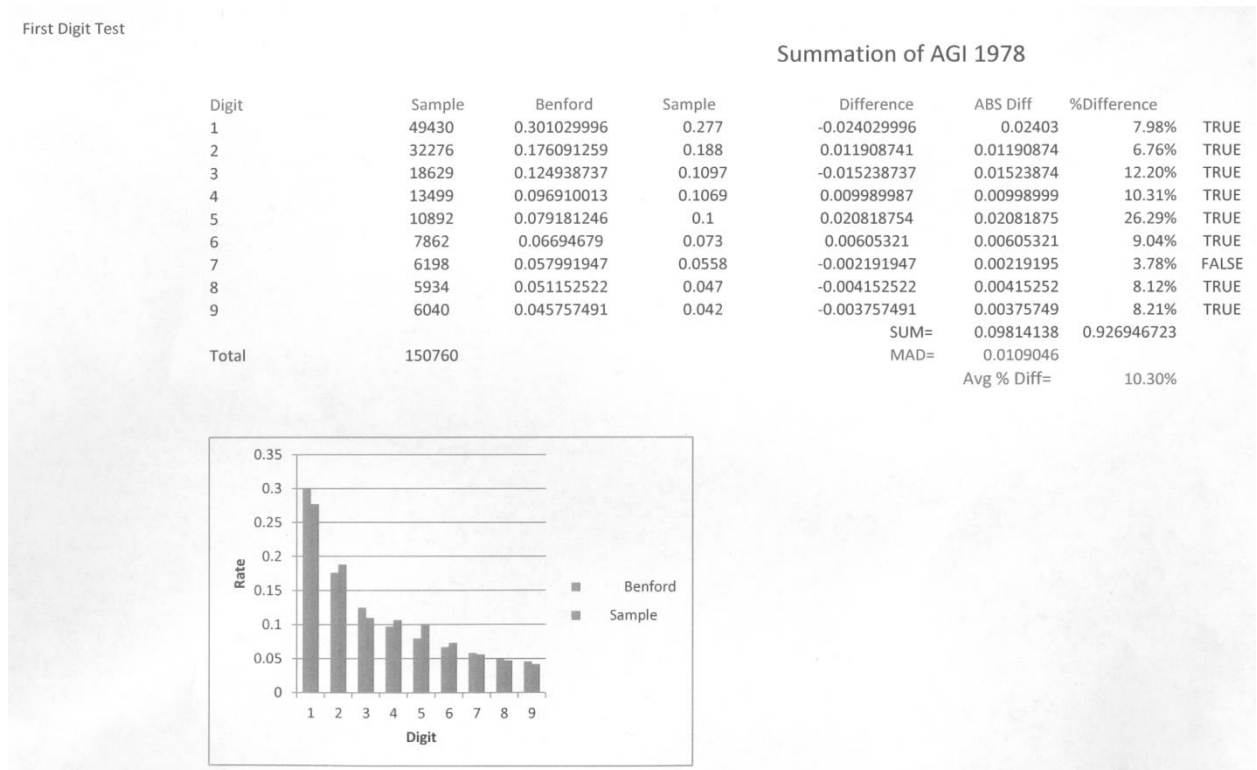 First Digit Test
Summation of AGI 1978
Digit Sample Benford Sample Difference ABS Diff %Difference
1 49430 0.301029996 0.277 -0.024029996 0.02403 7.98% TRUE
2 32276 0.176091259 0.188 0.011908741 0.01190874 6.76% TRUE
3 18629 0.124938737 0.1097 -0.015238737 0.01523874 12.20% TRUE
4 13499 0.096910013 0.1069 0.009989987 0.00998999 10.31% TRUE
5 10892 0.079181246 0.1 0.020818754 0.02081875 26.29% TRUE
6 7862 0.06694679 0.073 0.00605321 0.00605321 9.04% TRUE
7 6198 0.057991947 0.0558 -0.002191947 0.00219195 3.78% FALSE
8 5934 0.051152522 0.047 -0.004152522 0.00415252 8.12% TRUE
9 6040 0.045757491 0.042 -0.003757491 0.00375749 8.21% TRUE
SUM= 0.09814138 0.926946723
Total 150760 MAD= 0.0109046
Avg % Diff= 10.30%
0.35
0.3
0.25
0.2
0.15
0.1
0.05
0
Rate
1 2 3 4 5 6 7 8 9
Digit
Benford
Sample